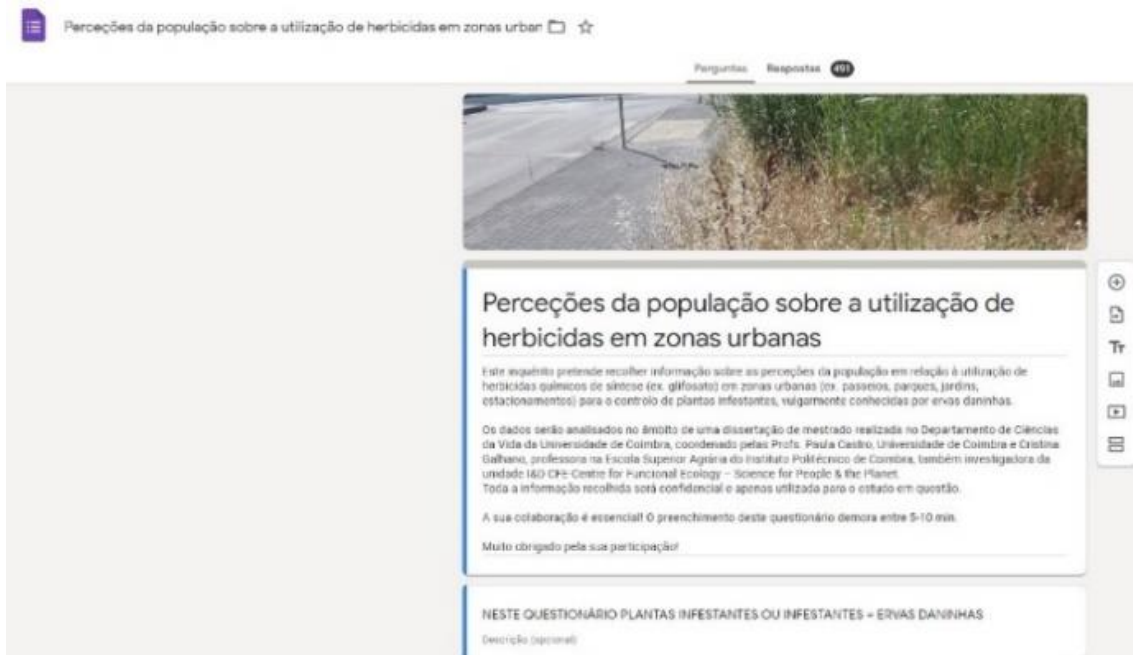 Perceções da população sobre a utilização de herbicidas em zonas urban
Perguntas Respostas 491
Perceções da população sobre a utilização de
herbicidas em zonas urbanas
Este inquérito pretende recolher informação sobre as perceções da população em relação à utilização de
herbicidas químicos de síntese (ex. glifosato) em zonas urbanas (ex. passeios, parques, jardins,
estacionamentos) para o controlo de plantas infestantes, vulgarmente conhecidas por ervas daninhas.
Os dados serão analisados no âmbito de uma dissertação de mestrado realizada no Departamento de Ciências
da Vida da Universidade de Coimbra, coordenado pelas Profs. Paula Castro, Universidade de Coimbra e Cristina
Galhano, professora na Escola Superior Agrária do Instituto Politécnico de Coimbra, também investigadora da
unidade I&D CFE-Centre for Functional Ecology – Science for People & the Planet.
Toda a informação recolhida será confidencial e apenas utilizada para o estudo em questão.
A sua colaboração é essencial! O preenchimento deste questionário demora entre 5-10 min.
Muito obrigado pela sua participação!
Tт
NESTE QUESTIONÁRIO PLANTAS INFESTANTES OU INFESTANTES = ERVAS DANINHAS
Descrição (opcional)